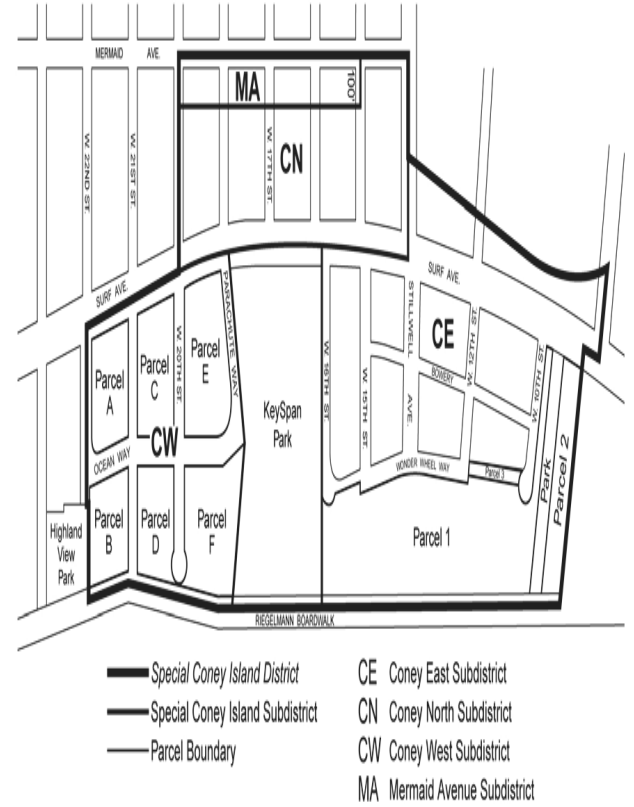 MERMAID AVE.
MA
100'
W. 22ND ST.
W. 21ST ST.
W. 17TH ST.
CN
SURF AVE.
SURF AVE.
PARACHUTE WAY
STILLWELL AVE.
CE
W. 12TH ST.
W. 10TH ST.
Parcel
A
Parcel
C
W. 20TH ST.
Parcel
E
KeySpan
Park
W. 16TH ST.
W. 15TH ST.
BOWERY
CW
OCEAN WAY
WONDER WHEEL WAY
Parcel 3
Park
Parcel 2
Highland
View
Park
Parcel
B
Parcel
D
Parcel
F
Parcel 1
RIEGELMANN BOARDWALK
Special Coney Island District
Special Coney Island Subdistrict
Parcel Boundary
CE Coney East Subdistrict
CN Coney North Subdistrict
CW Coney West Subdistrict
MA Mermaid Avenue Subdistrict